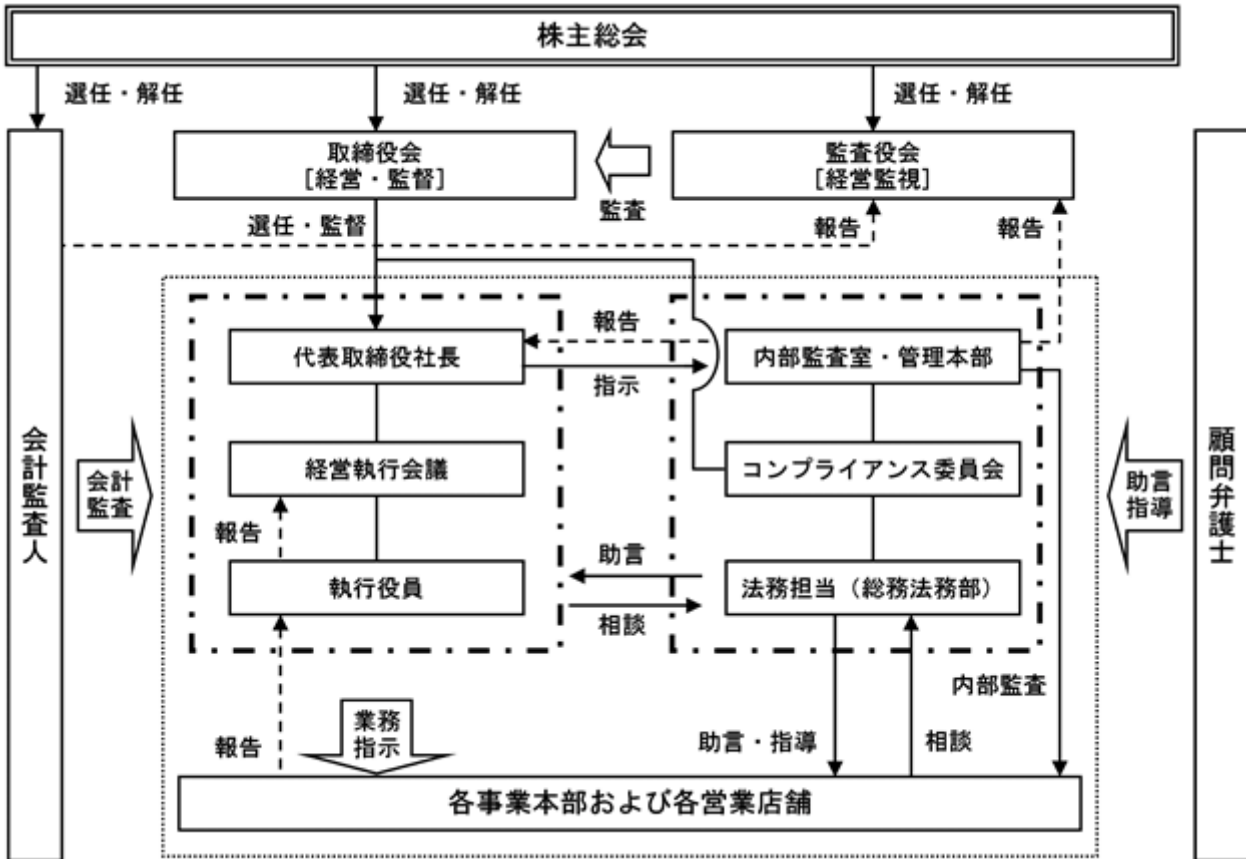 株主総会
選任・解任
選任・解任
選任・解任
取締役会
[経営・監督]
監査役会
[経営監視]
監査
選任・監督
報告
報告
代表取締役社長
報告
指示
内部監査室・管理本部
会計監査人
会計
監査
経営執行会議
コンプライアンス委員会
助言
指導
顧問弁護士
報告
執行役員
助言
相談
法務担当（総務法務部）
内部監査
報告
業務
指示
助言・指導
相談
各事業本部および各営業店舗